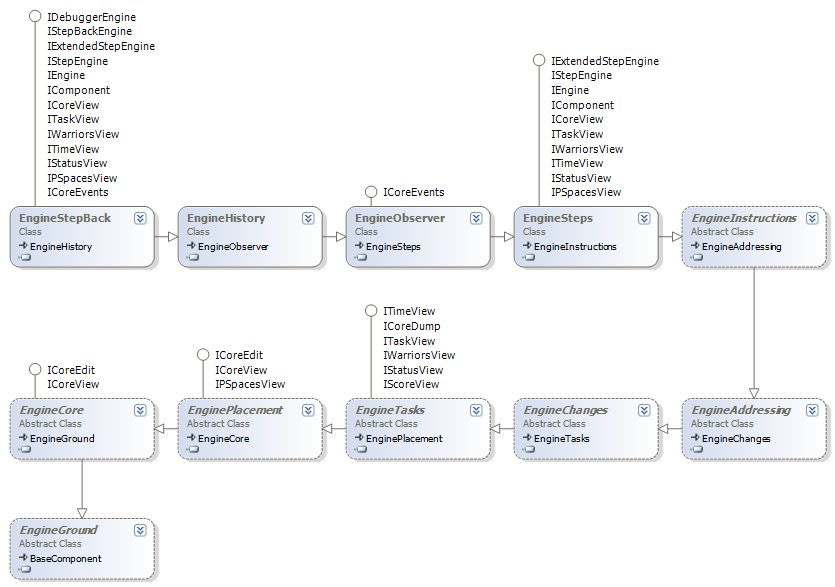 IDebuggerEngine
IStepBackEngine
IExtendedStepEngine
IStepEngine
IEngine
IComponent
ICoreView
ITaskView
IWarriorsView
ITimeView
IStatusView
IPSpacesView
ICoreEvents
EngineStepBack
Class
EngineHistory
EngineHistory
Class
EngineObserver
ICoreEvents
EngineObserver
Class
EngineSteps
IExtendedStepEngine
IStepEngine
IEngine
IComponent
ICoreView
ITaskView
IWarriorsView
ITimeView
IStatusView
IPSpacesView
EngineSteps
Class
EngineInstructions
EngineInstructions
Abstract Class
EngineAddressing
ICoreEdit
ICoreView
EngineCore
Abstract Class
EngineGround
ICoreEdit
ICoreView
IPSpacesView
EnginePlacement
Abstract Class
EngineCore
ITimeView
ICoreDump
ITaskView
IWarriorsView
IStatusView
IScoreView
EngineTasks
Abstract Class
EnginePlacement
EngineChanges
Abstract Class
EngineTasks
EngineAddressing
Abstract Class
EngineChanges
EngineGround
Abstract Class
BaseComponent